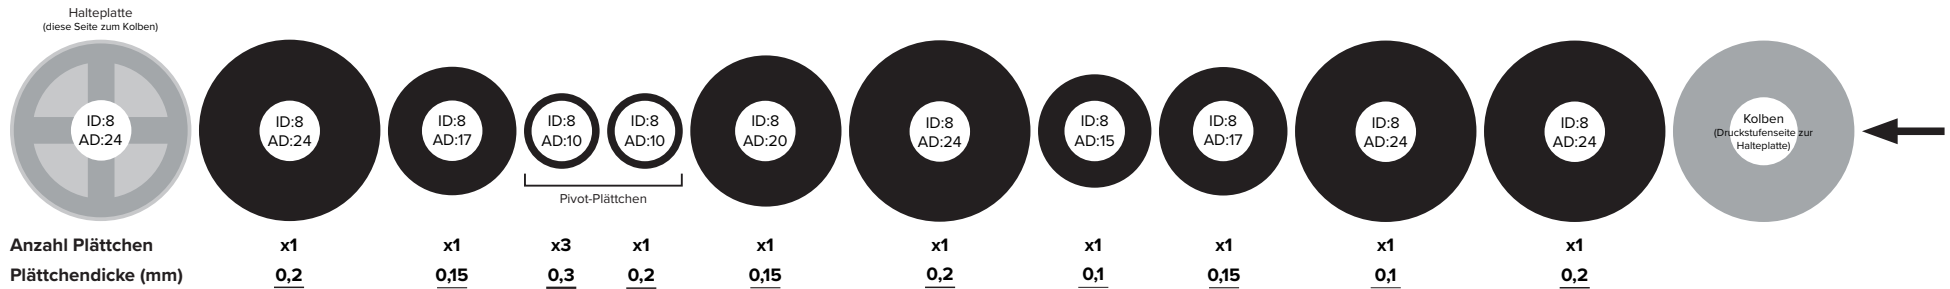 Halteplatte
(diese Seite zum Kolben)
ID:8
AD:24
ID:8
AD:24
ID:8
AD:17
ID:8
AD:10
ID:8
AD:10
ID:8
AD:20
ID:8
AD:24
ID:8
AD:15
ID:8
AD:17
ID:8
AD:24
ID:8
AD:24
Kolben
(Druckstufenseite zur
Halteplatte)
Pivot-Plättchen
Anzahl Plättchen x1 x1 x3 x1 x1 x1 x1 x1 x1 x1
Plättchendicke (mm) 0,2 0,15 0,3 0,2 0,15 0,2 0,1 0,15 0,1 0,2